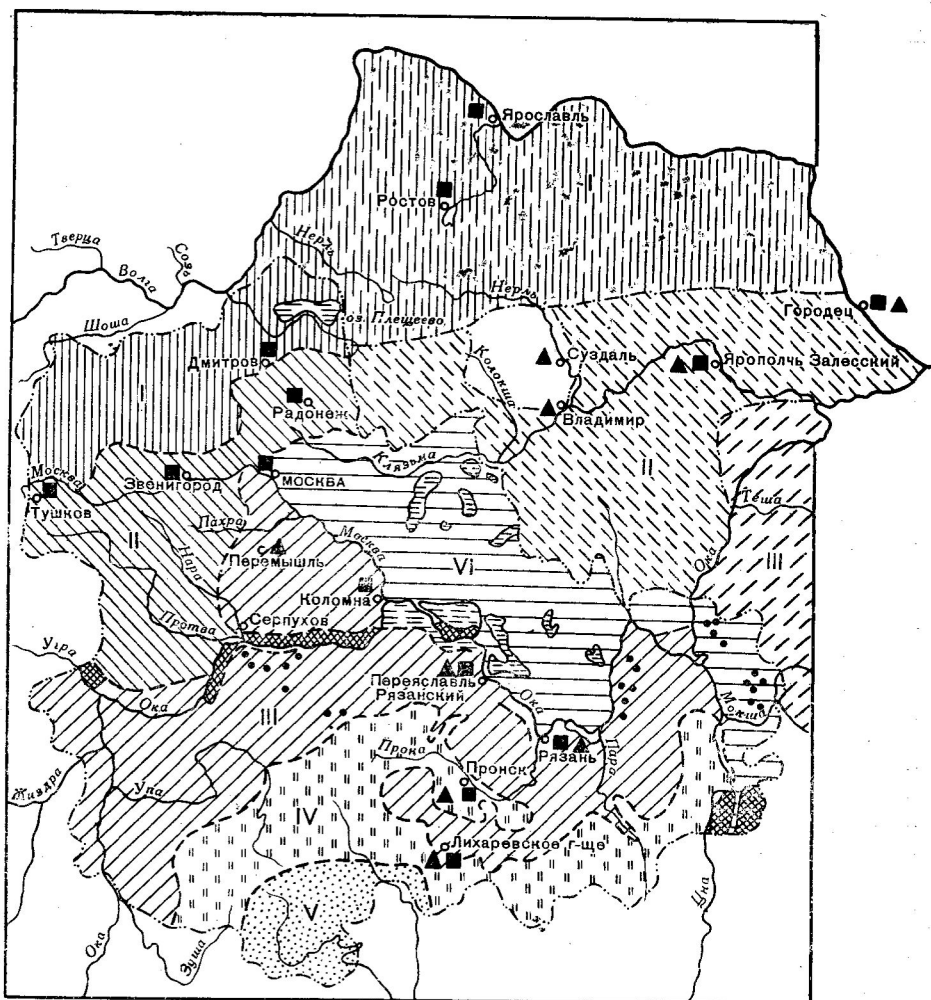 Ярославль
I
Ростов
Тверца
Волга
Созь
Нерль
Нерль
Городец
Шоша
оз. Плещеево
Дмитров
Суздаль
Ярополчь Залесский
Колокша
I
Радонеж
Владимир
Клязьма
II
Москва
Звенигород
МОСКВА
Тёша
Тушков
Пахра
Москва
Ока
II
Нара
Перемышль
VI
III
Коломна
Серпухов
Протва
Угра
Переяславль
Рязанский
Ока
Ока
Мокша
III
Прока
Рязань
Пара
Пронск
Жиздра
Упа
IV
Лихаревское г-ще
V
Цна
Ока
Зуша